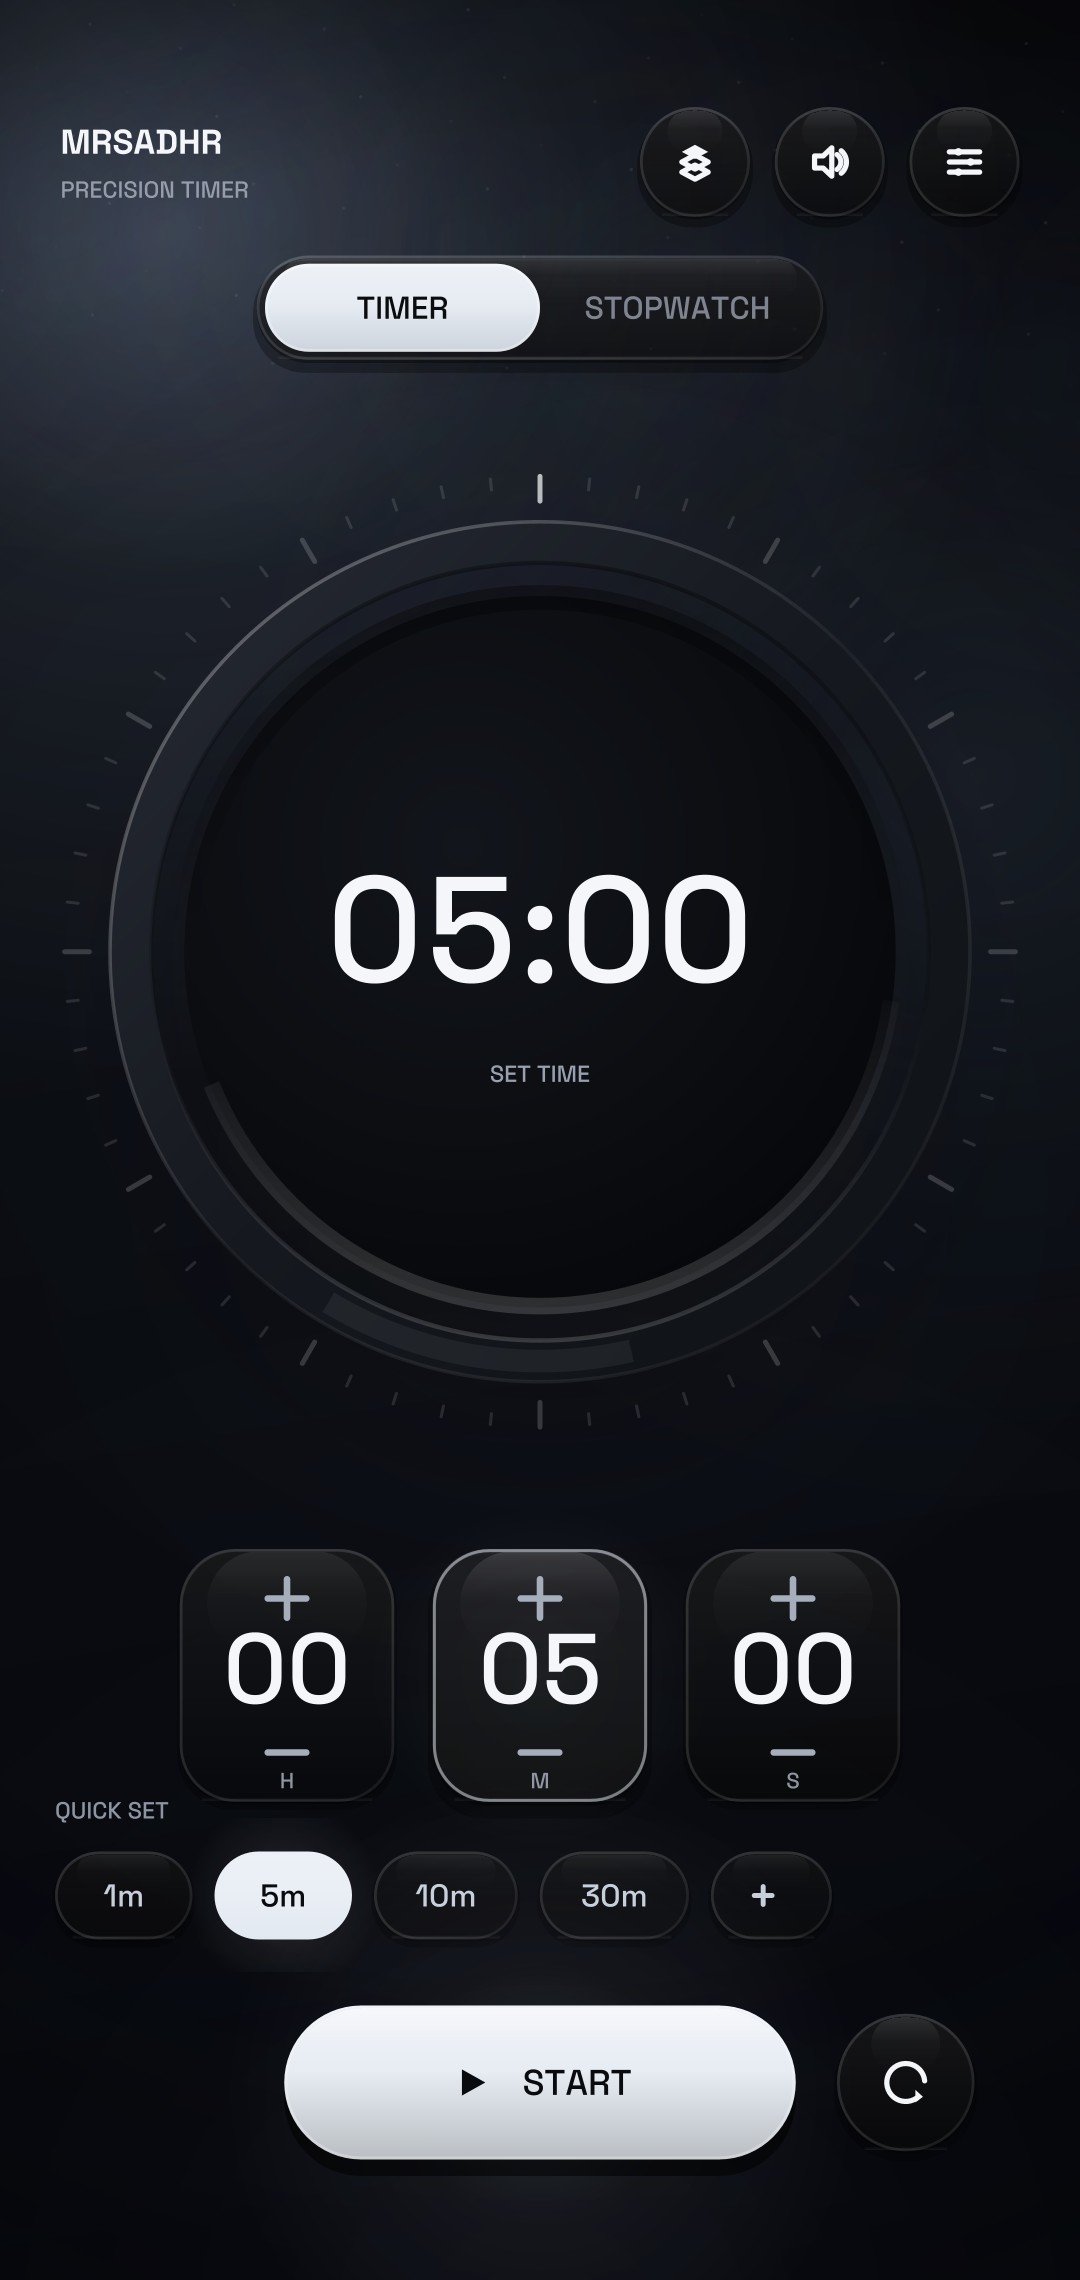 MRSADHR
PRECISION TIMER
TIMER STOPWATCH
05:00
SET TIME
00 05 00
H M S
QUICK SET
1m 5m 10m 30m +
START